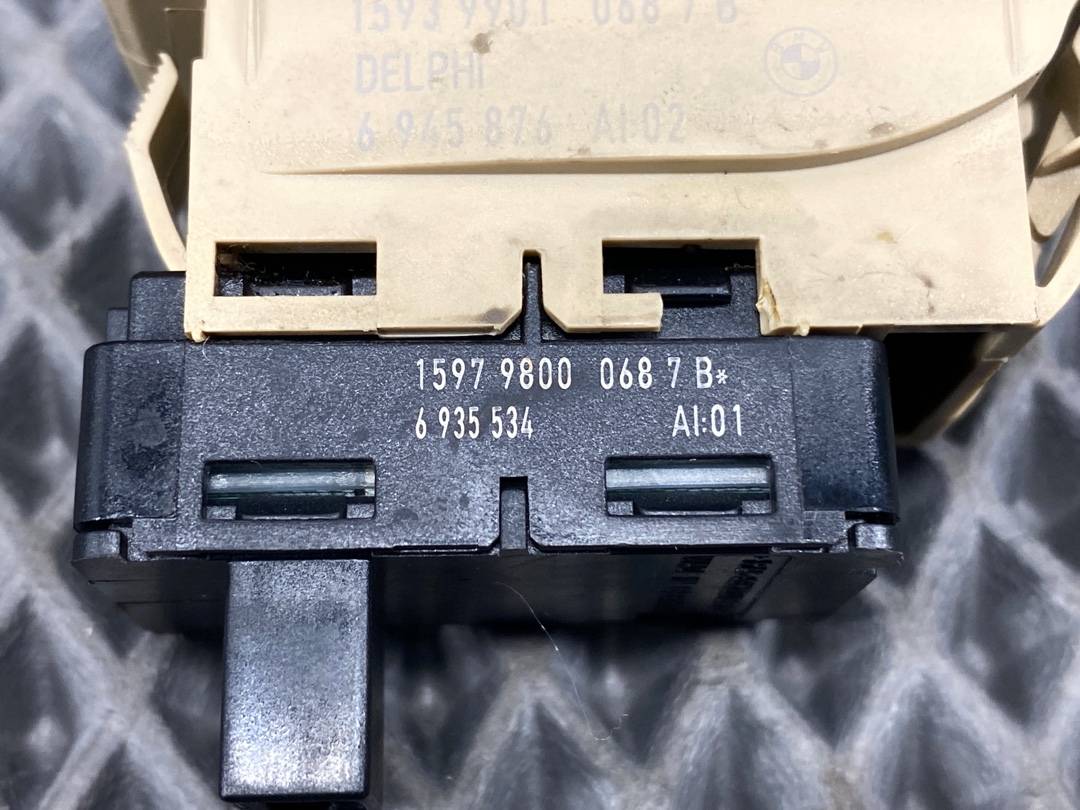 1593 9901 068 7 B
DELPHI
6 945 876 AI:02
BMW
1597 9800 068 7 B*
6 935 534 AI:01